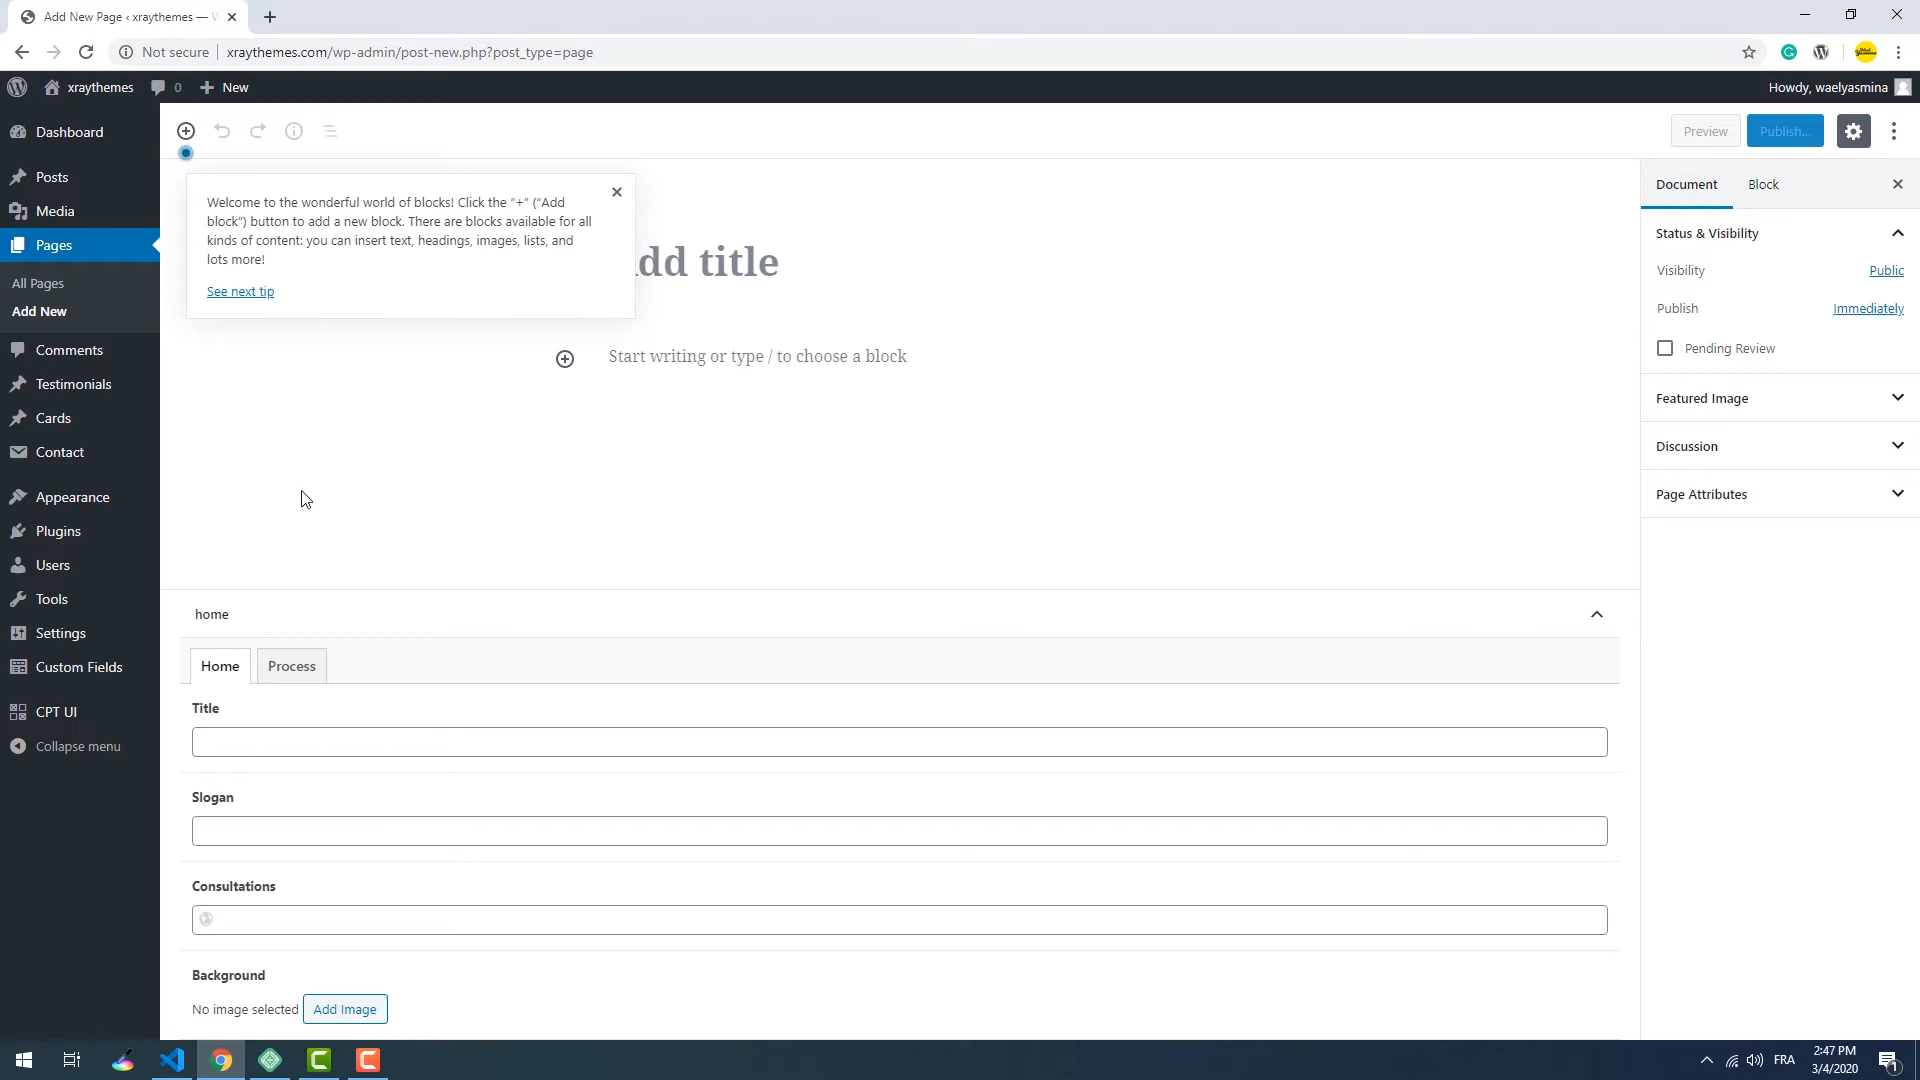 Add New Page ‹ xraythemes —
Not secure
xraythemes.com/wp-admin/post-new.php?post_type=page
xraythemes
0
New
Howdy, waelyasmina
Dashboard
Posts
Media
Pages
All Pages
Add New
Comments
Testimonials
Cards
Contact
Appearance
Plugins
Users
Tools
Settings
Custom Fields
CPT UI
Collapse menu
Preview
Publish...
Welcome to the wonderful world of blocks! Click the “+” (“Add
block”) button to add a new block. There are blocks available for all
kinds of content: you can insert text, headings, images, lists, and
lots more!
See next tip
dd title
Start writing or type / to choose a block
Document
Block
Status & Visibility
Visibility
Public
Publish
Immediately
Pending Review
Featured Image
Discussion
Page Attributes
home
Home
Process
Title
Slogan
Consultations
Background
No image selected
Add Image
FRA
2:47 PM
3/4/2020
1